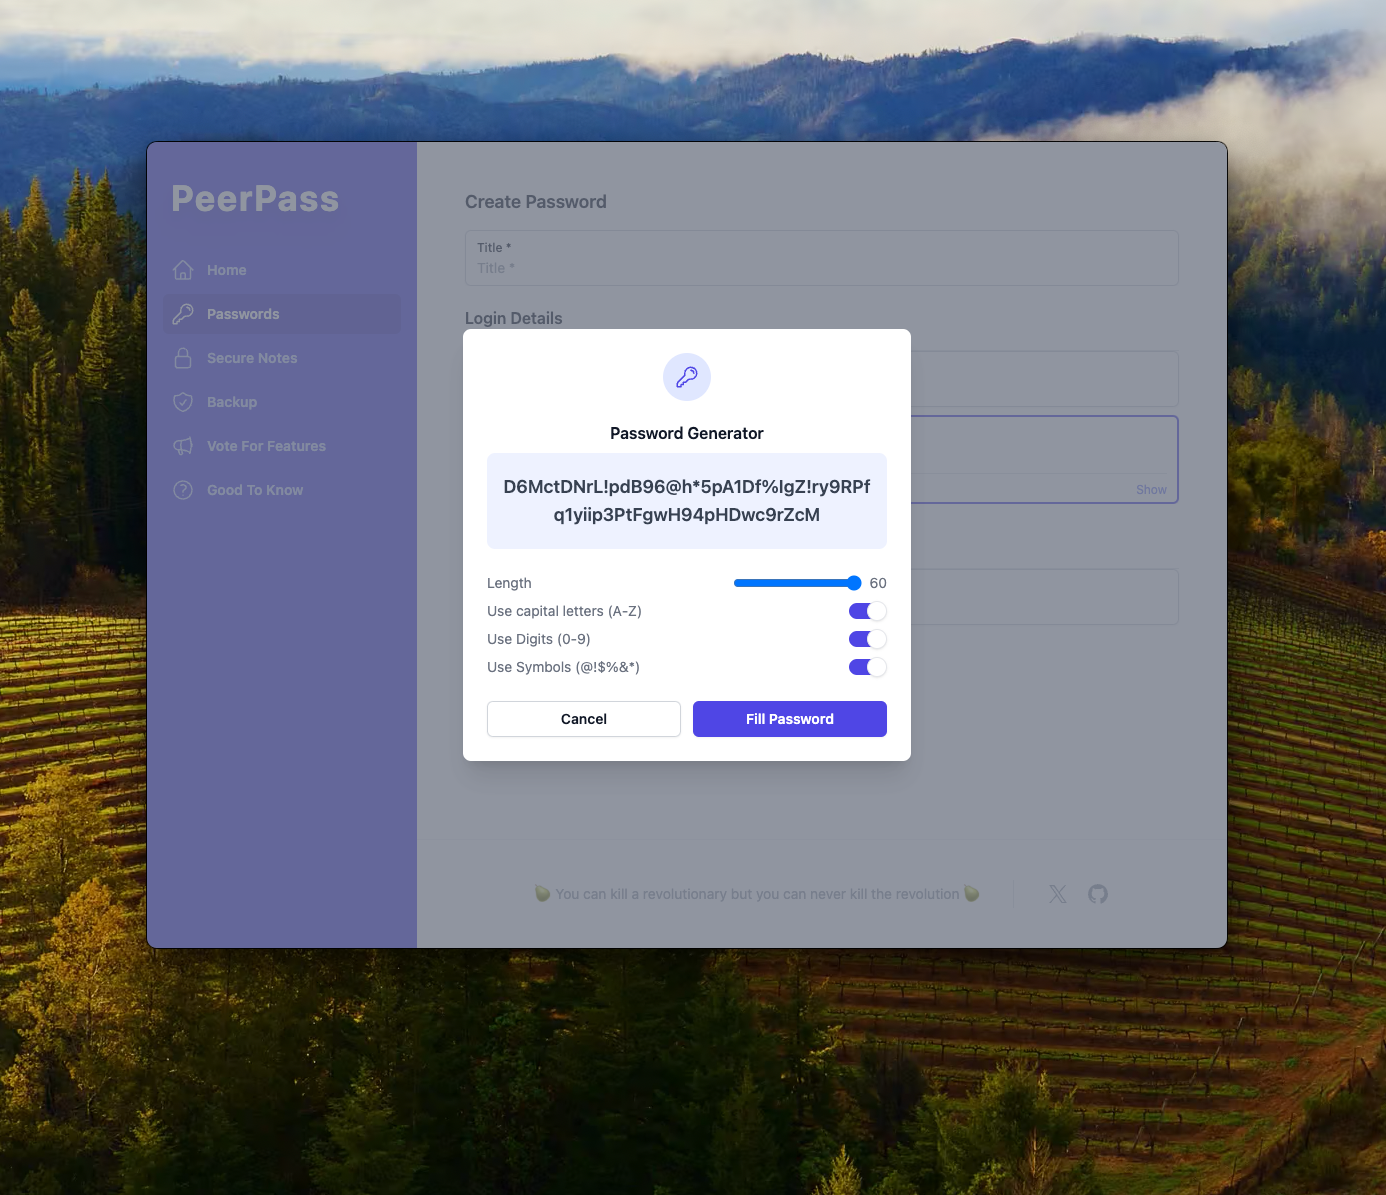 PeerPass
Home
Passwords
Secure Notes
Backup
Vote For Features
Good To Know
Create Password
Title *
Title *
Login Details
Show
Password Generator
D6MctDNrL!pdB96@h*5pA1Df%lgZ!ry9RPf
q1yiip3PtFgwH94pHDwc9rZcM
Length 60
Use capital letters (A-Z)
Use Digits (0-9)
Use Symbols (@!$%&*)
Cancel Fill Password
You can kill a revolutionary but you can never kill the revolution